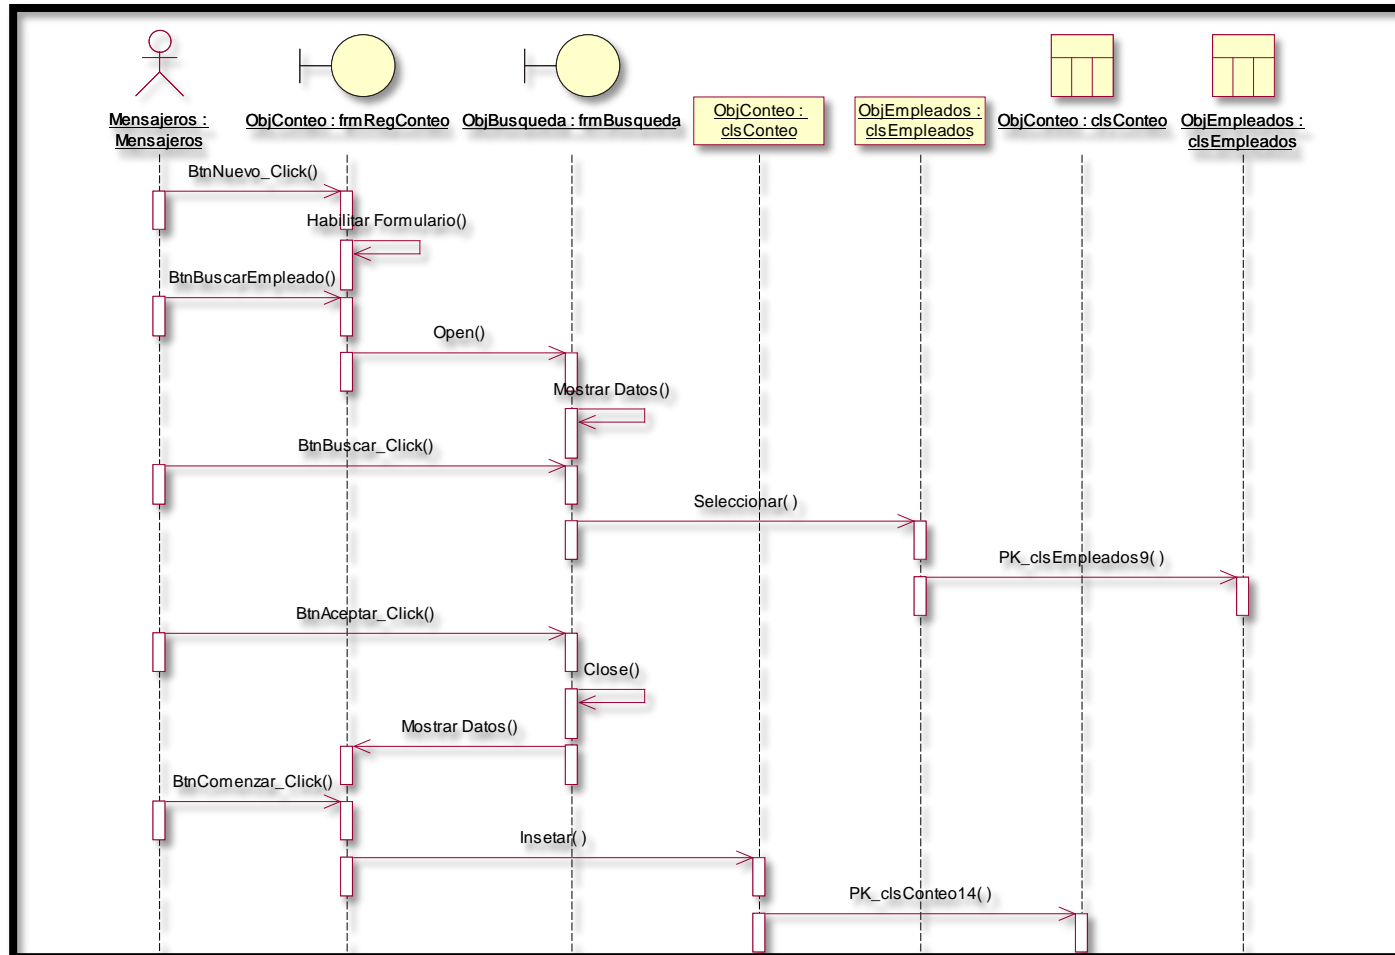 Mensajeros :
Mensajeros
ObjConteo : frmRegConteo
ObjBusqueda : frmBusqueda
ObjConteo :
clsConteo
ObjEmpleados :
clsEmpleados
ObjConteo : clsConteo
ObjEmpleados :
clsEmpleados
BtnNuevo_Click()
Habilitar Formulario()
BtnBuscarEmpleado()
Open()
Mostrar Datos()
BtnBuscar_Click()
Seleccionar( )
PK_clsEmpleados9( )
BtnAceptar_Click()
Close()
Mostrar Datos()
BtnComenzar_Click()
Insetar( )
PK_clsConteo14( )